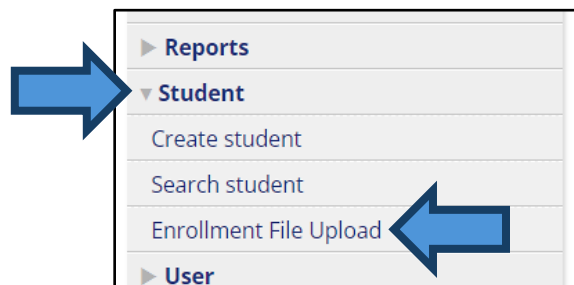 Reports
Student
Create student
Search student
Enrollment File Upload
User